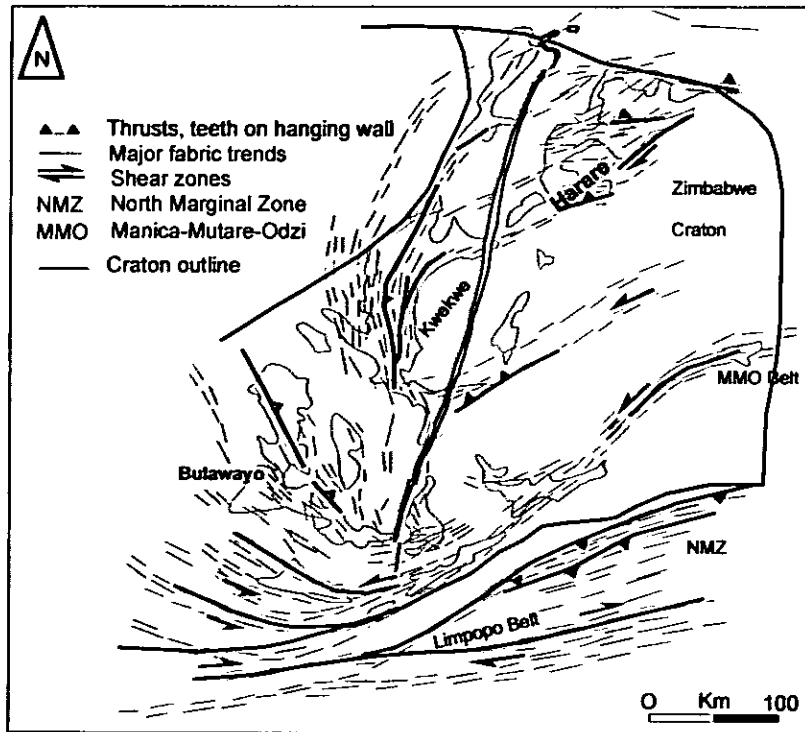 N
Thrusts, teeth on hanging wall
Major fabric trends
Shear zones
NMZ North Marginal Zone
MMO Manica-Mutare-Odzi
Craton outline
Harare
Zimbabwe
Craton
Kwekwe
MMO Belt
Butawayo
NMZ
Limpopo Belt
O Km 100